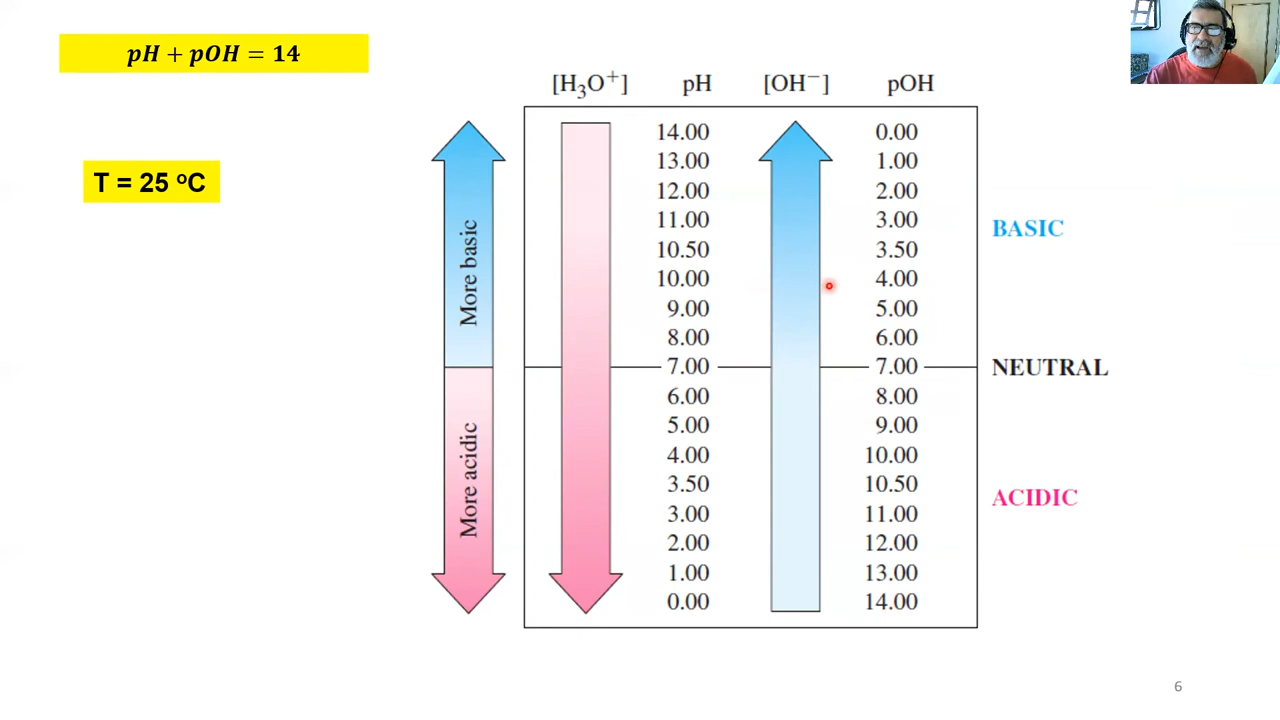 pH + pOH = 14
T = 25 °C
[H₃O⁺] pH [OH⁻] pOH
14.00 0.00
13.00 1.00
12.00 2.00
11.00 3.00
10.50 3.50
10.00 4.00
9.00 5.00
8.00 6.00
7.00 7.00
6.00 8.00
5.00 9.00
4.00 10.00
3.50 10.50
3.00 11.00
2.00 12.00
1.00 13.00
0.00 14.00
More basic
More acidic
BASIC
NEUTRAL
ACIDIC
6